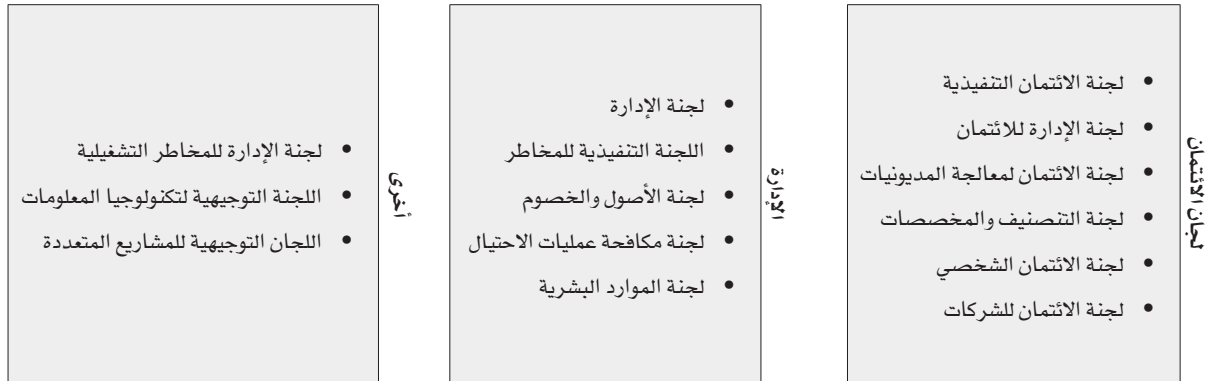 لجان الائتمان
• لجنة الائتمان التنفيذية
• لجنة الإدارة للائتمان
• لجنة الائتمان لمعالجة المديونيات
• لجنة التنصنيف والمخصصات
• لجنة الائتمان الشخصي
• لجنة الائتمان للشركات
الإدارة
• لجنة الإدارة
• اللجنة التنفيذية للمخاطر
• لجنة الأصول والخصوم
• لجنة مكافحة عمليات الاحتيال
• لجنة الموارد البشرية
أخرى
• لجنة الإدارة للمخاطر التشغيلية
• اللجنة التوجيهية لتكنولوجيا المعلومات
• اللجان التوجيهية للمشاريع المتعددة